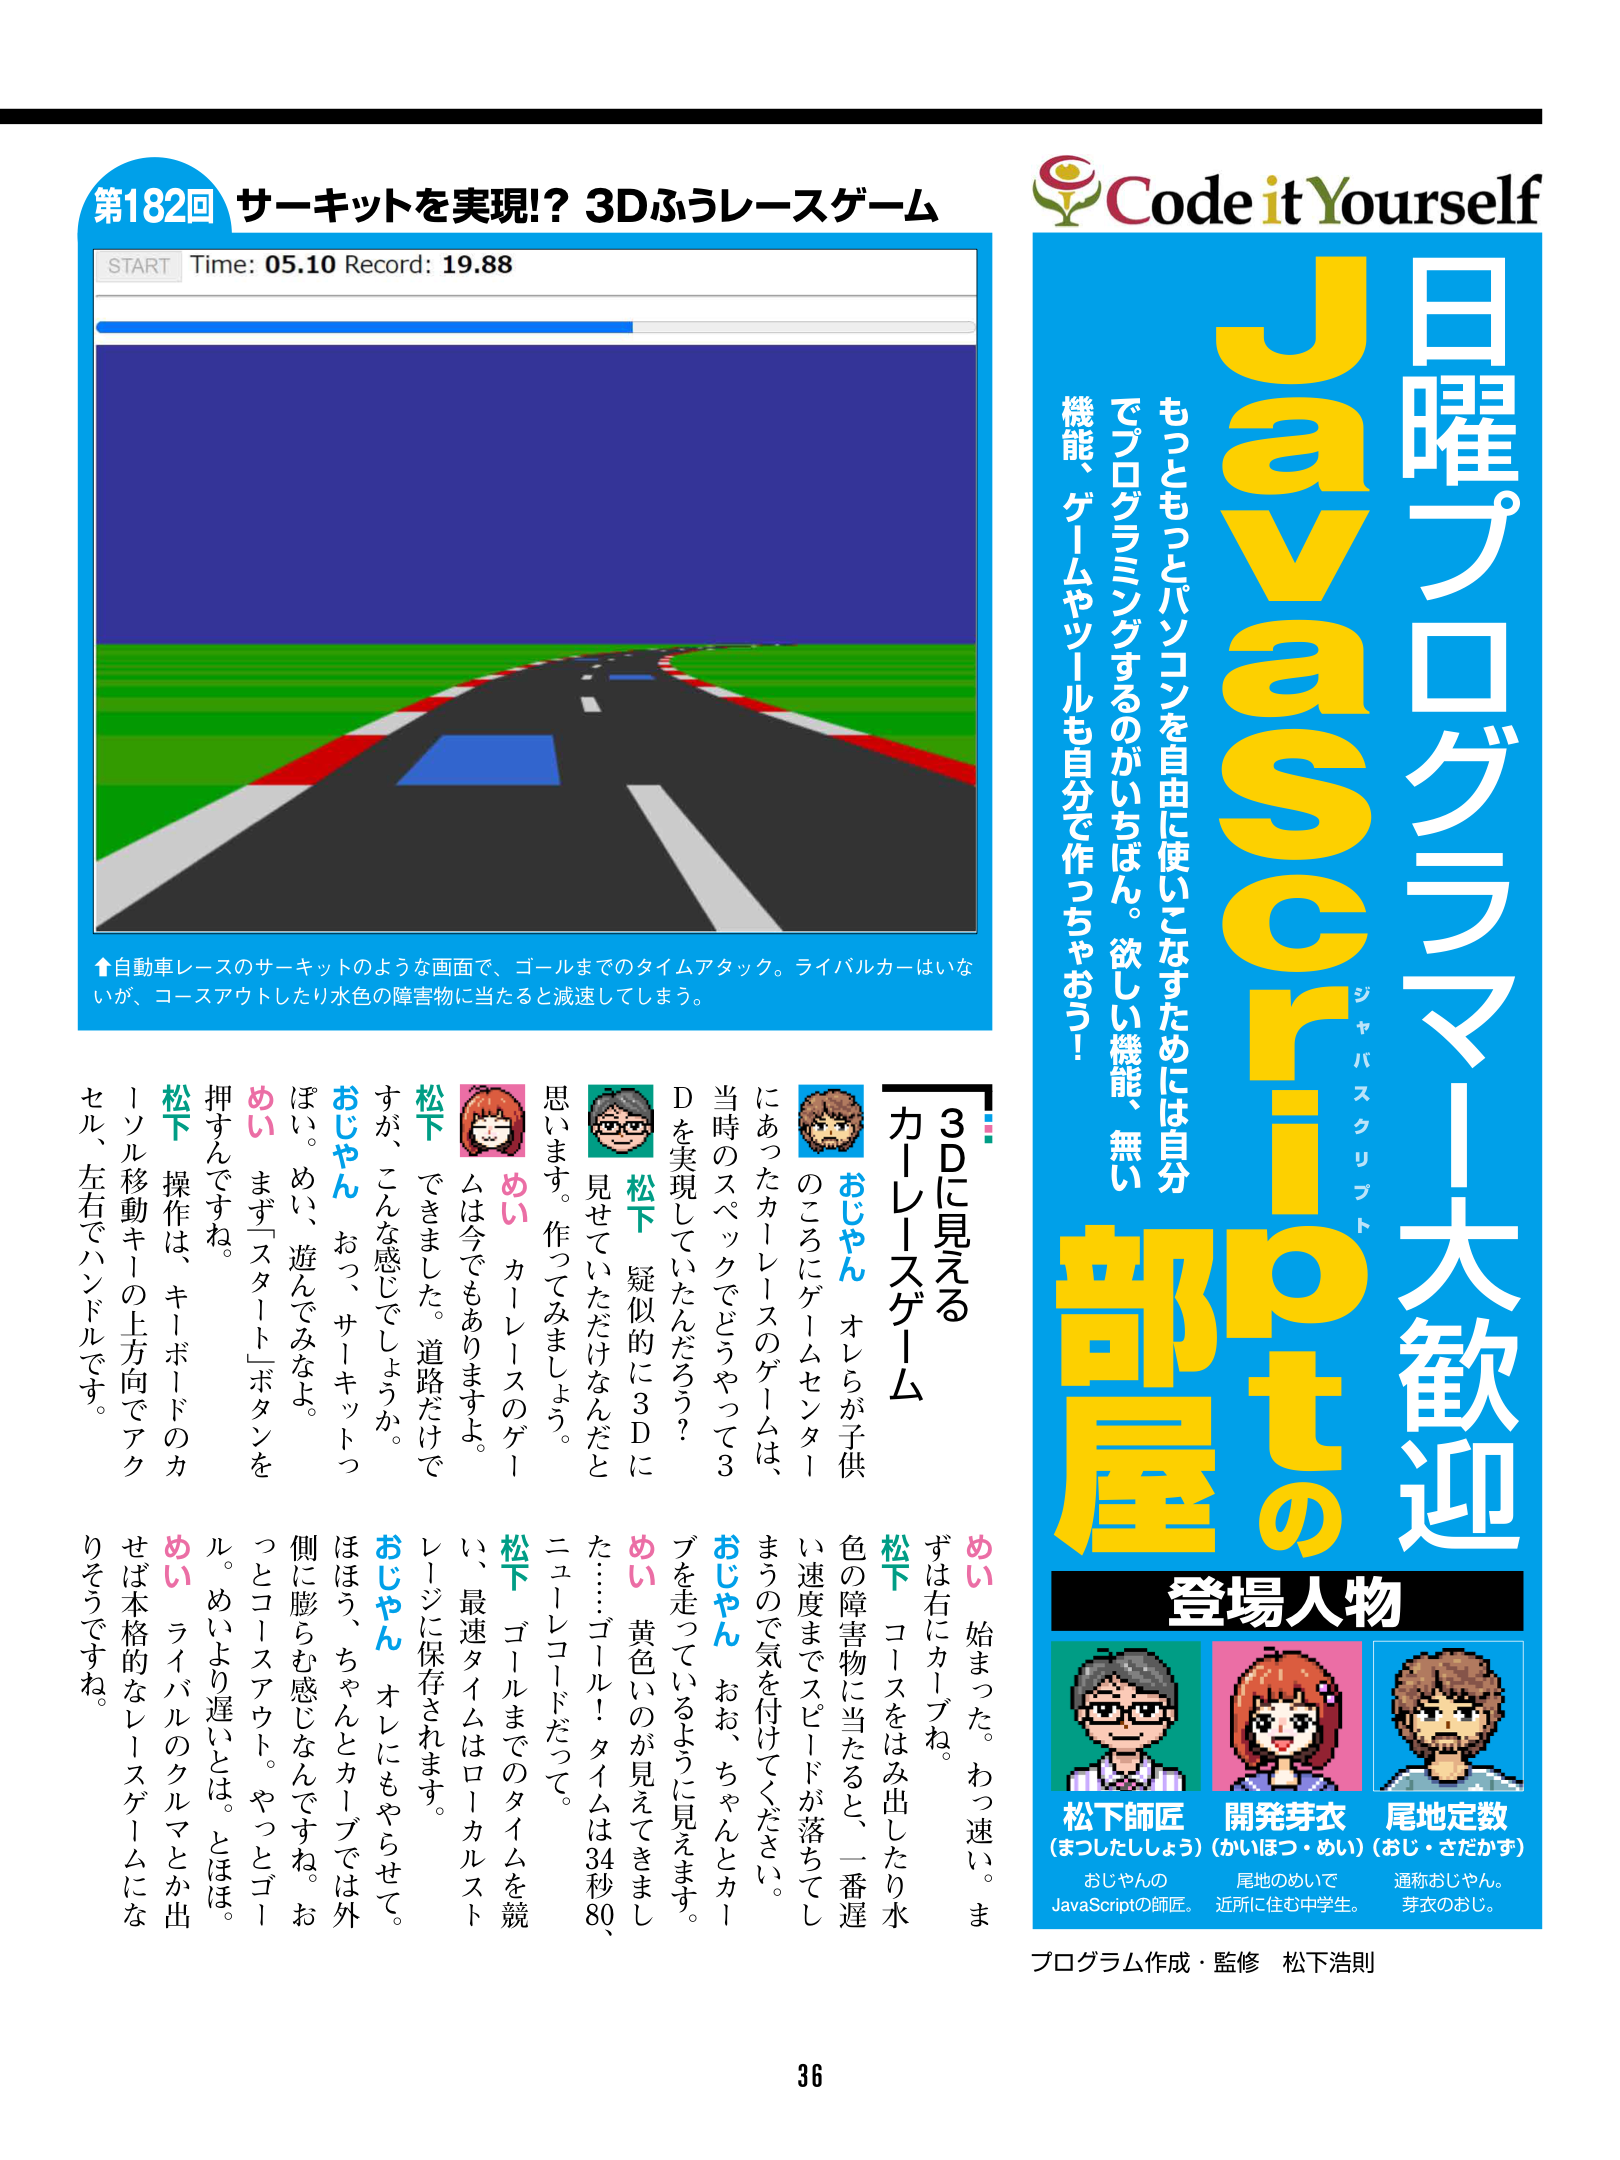 Code it Yourself
日曜プログラマー大歓迎
JavaScriptの
ジャバスクリプト
部屋
もっともっとパソコンを自由に使いこなすためには自分
でプログラミングするのがいちばん。欲しい機能、無い
機能、ゲームやツールも自分で作っちゃおう！
登場人物
尾地定数
(おじ・さだかず)
通称おじやん。
芽衣のおじ。
開発芽衣
(かいほつ・めい)
尾地のめいで
近所に住む中学生。
松下師匠
(まつしたししょう)
おじやんの
JavaScriptの師匠。
プログラム作成・監修　松下浩則
第182回 サーキットを実現!? 3Dふうレースゲーム
START Time: 05.10 Record: 19.88
⬆自動車レースのサーキットのような画面で、ゴールまでのタイムアタック。ライバルカーはいな
いが、コースアウトしたり水色の障害物に当たると減速してしまう。
3Dに見える
カーレースゲーム
おじやん　オレらが子供
のころにゲームセンター
にあったカーレースのゲームは、
当時のスペックでどうやって3
Dを実現していたんだろう？
松下　疑似的に3Dに
見せていただけなんだと
思います。作ってみましょう。
めい　カーレースのゲー
ムは今でもありますよ。
松下　できました。道路だけで
すが、こんな感じでしょうか。
おじやん　おっ、サーキットっ
ぽい。めい、遊んでみなよ。
めい　まず「スタート」ボタンを
押すんですね。
松下　操作は、キーボードのカ
ーソル移動キーの上方向でアク
セル、左右でハンドルです。
めい　始まった。わっ速い。ま
ずは右にカーブね。
松下　コースをはみ出したり水
色の障害物に当たると、一番遅
い速度までスピードが落ちてし
まうので気を付けてください。
おじやん　おお、ちゃんとカー
ブを走っているように見えます。
めい　黄色いのが見えてきまし
た……ゴール！タイムは34秒80、
ニューレコードだって。
松下　ゴールまでのタイムを競
い、最速タイムはローカルスト
レージに保存されます。
おじやん　オレにもやらせて。
ほほう、ちゃんとカーブでは外
側に膨らむ感じなんですね。お
っとコースアウト。やっとゴー
ル。めいより遅いとは。とほほ。
めい　ライバルのクルマとか出
せば本格的なレースゲームにな
りそうですね。
36